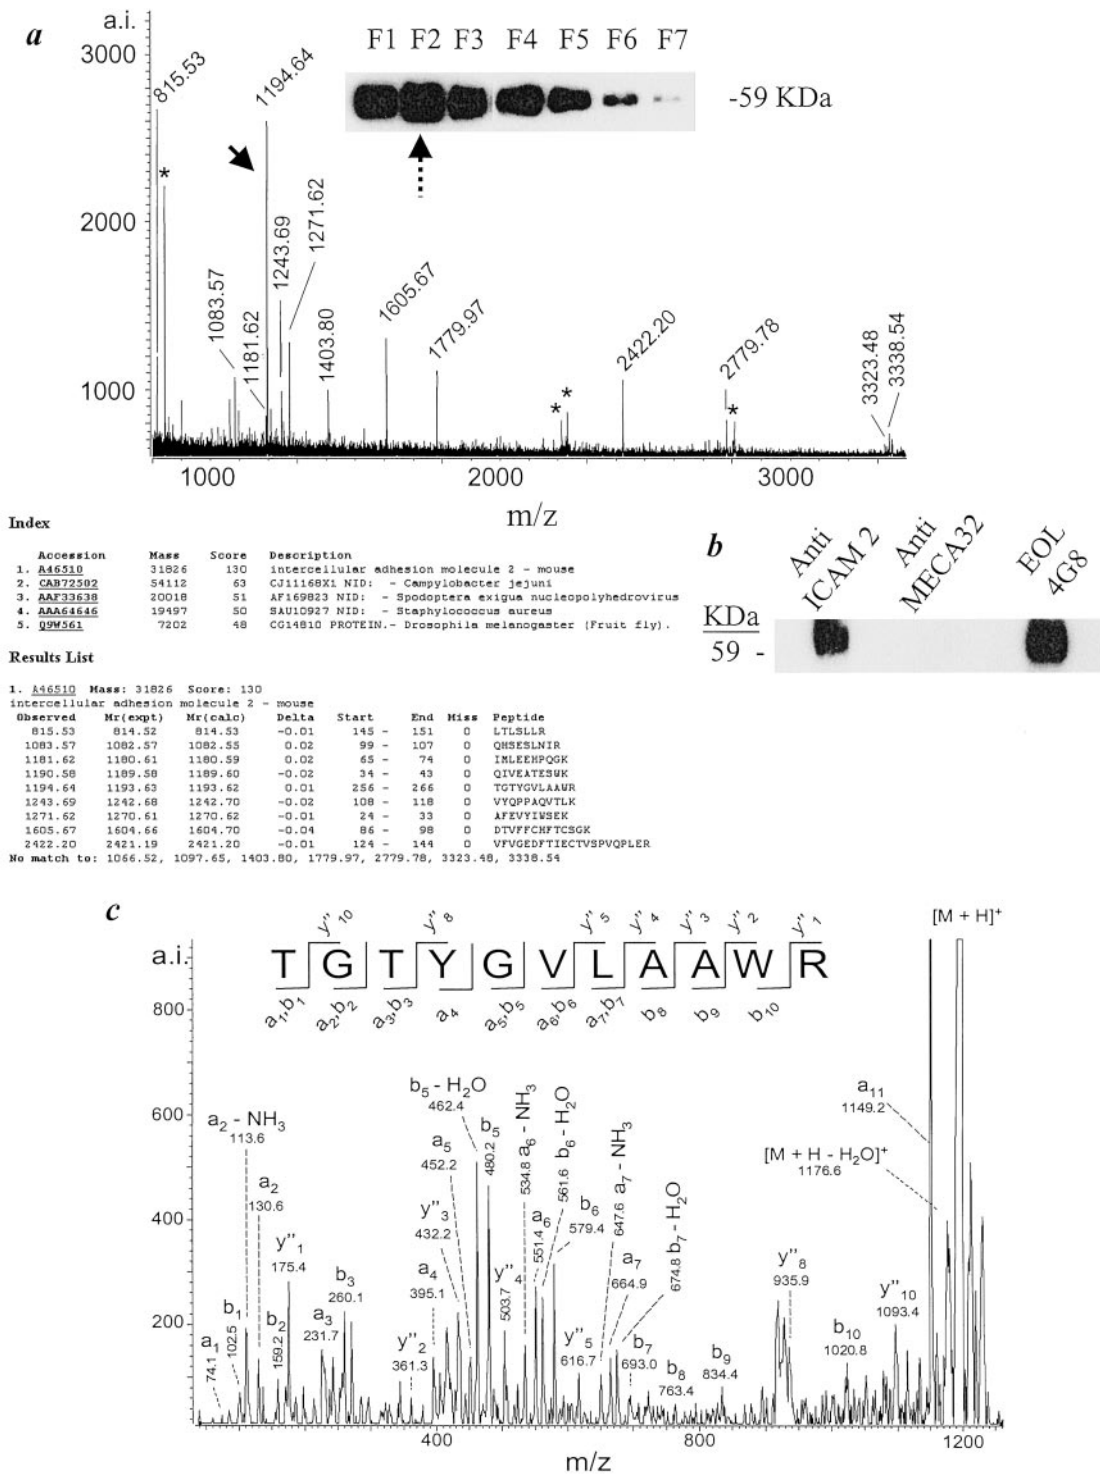 a
a.i.
3000
2000
1000
815.53
*
1194.64
1083.57
1181.62
1243.69
1271.62
1403.80
1605.67
1779.97
*
*
2422.20
2779.78
*
3323.48
3338.54
F1 F2 F3 F4 F5 F6 F7
-59 KDa
1000 2000 3000
m/z
Index
Accession Mass Score Description
1. A46510 31826 130 intercellular adhesion molecule 2 - mouse
2. CAB72502 54112 63 CJ11168X1 NID: - Campylobacter jejuni
3. AAF33638 20018 51 AF169823 NID: - Spodoptera exigua nucleopolyhedrovirus
4. AAA64646 19497 50 SAU10927 NID: - Staphylococcus aureus
5. Q9W561 7202 48 CG14810 PROTEIN.- Drosophila melanogaster (Fruit fly).
Results List
1. A46510 Mass: 31826 Score: 130
intercellular adhesion molecule 2 - mouse
Observed Mr(expt) Mr(calc) Delta Start End Miss Peptide
815.53 814.52 814.53 -0.01 145 - 151 0 LTLSLLR
1083.57 1082.57 1082.55 0.02 99 - 107 0 QHSESLNIR
1181.62 1180.61 1180.59 0.02 65 - 74 0 IMLEEHPQGK
1190.58 1189.58 1189.60 -0.02 34 - 43 0 QIVEATESWK
1194.64 1193.63 1193.62 0.01 256 - 266 0 TGTYGVLAAWR
1243.69 1242.68 1242.70 -0.02 108 - 118 0 VYQPPAQVTLK
1271.62 1270.61 1270.62 -0.01 24 - 33 0 AFEVYIWSEK
1605.67 1604.66 1604.70 -0.04 86 - 98 0 DTVFFCHFTCSGK
2422.20 2421.19 2421.20 -0.01 124 - 144 0 VFVGEDFTIECTVSPVQPLER
No match to: 1066.52, 1097.65, 1403.80, 1779.97, 2779.78, 3323.48, 3338.54
b
Anti ICAM 2
Anti MECA32
EOL 4G8
KDa
59 -
c
y"10 y"8 y"5 y"4 y"3 y"2 y"1
T G T Y G V L A A W R
a1,b1 a2,b2 a3,b3 a4 a5,b5 a6,b6 a7,b7 b8 b9 b10
a.i.
800
600
400
200
[M + H]+
a11
1149.2
[M + H - H2O]+
1176.6
a1
74.1
b1
102.5
a2 - NH3
113.6
a2
130.6
b2
159.2
y"1
175.4
a3
231.7
b3
260.1
y"2
361.3
a4
395.1
y"3
432.2
a5
452.2
b5 - H2O
462.4
b5
480.2
y"4
503.7
534.8 a6 - NH3
a6
551.4
561.6 b6 - H2O
b6
579.4
y"5
616.7
647.6 a7 - NH3
a7
664.9
674.8 b7 - H2O
b7
693.0
b8
763.4
b9
834.4
y"8
935.9
b10
1020.8
y"10
1093.4
400 800 1200
m/z